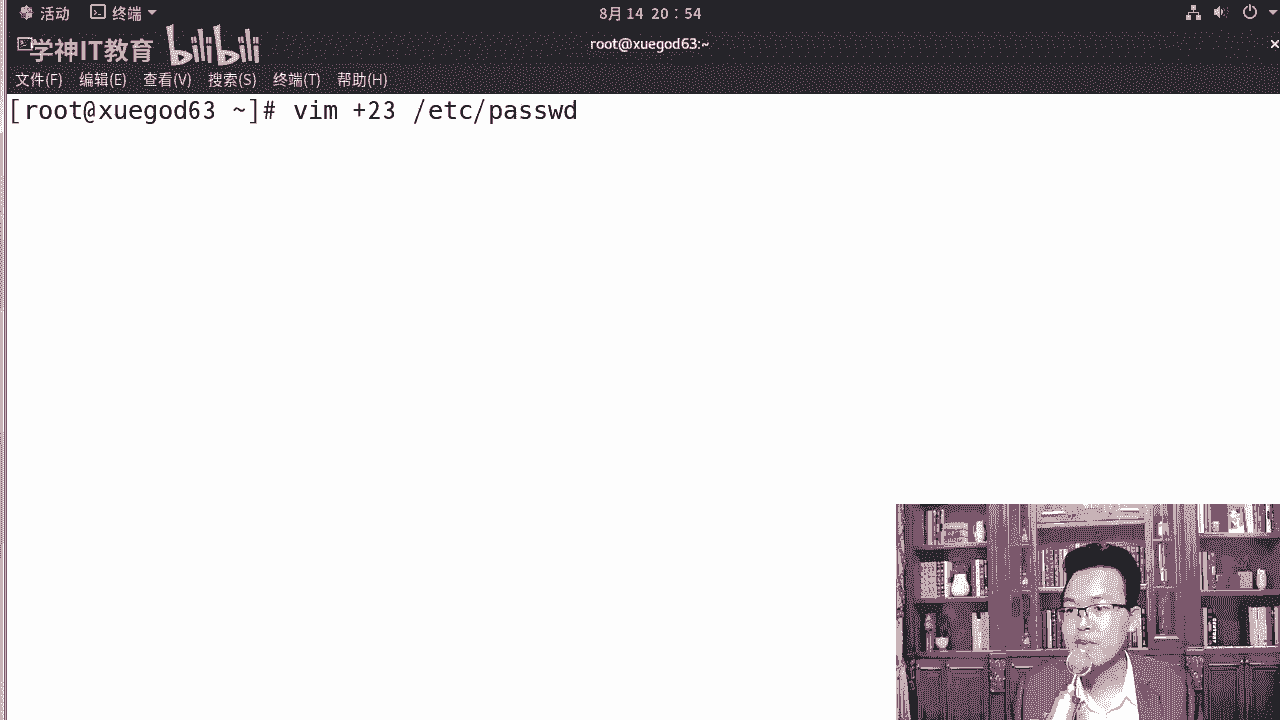 活动 终端 8月 14 20：54
学神IT教育 bilibili root@xuegod63:~ ×
文件(F) 编辑(E) 查看(V) 搜索(S) 终端(T) 帮助(H)
[root@xuegod63 ~]# vim +23 /etc/passwd